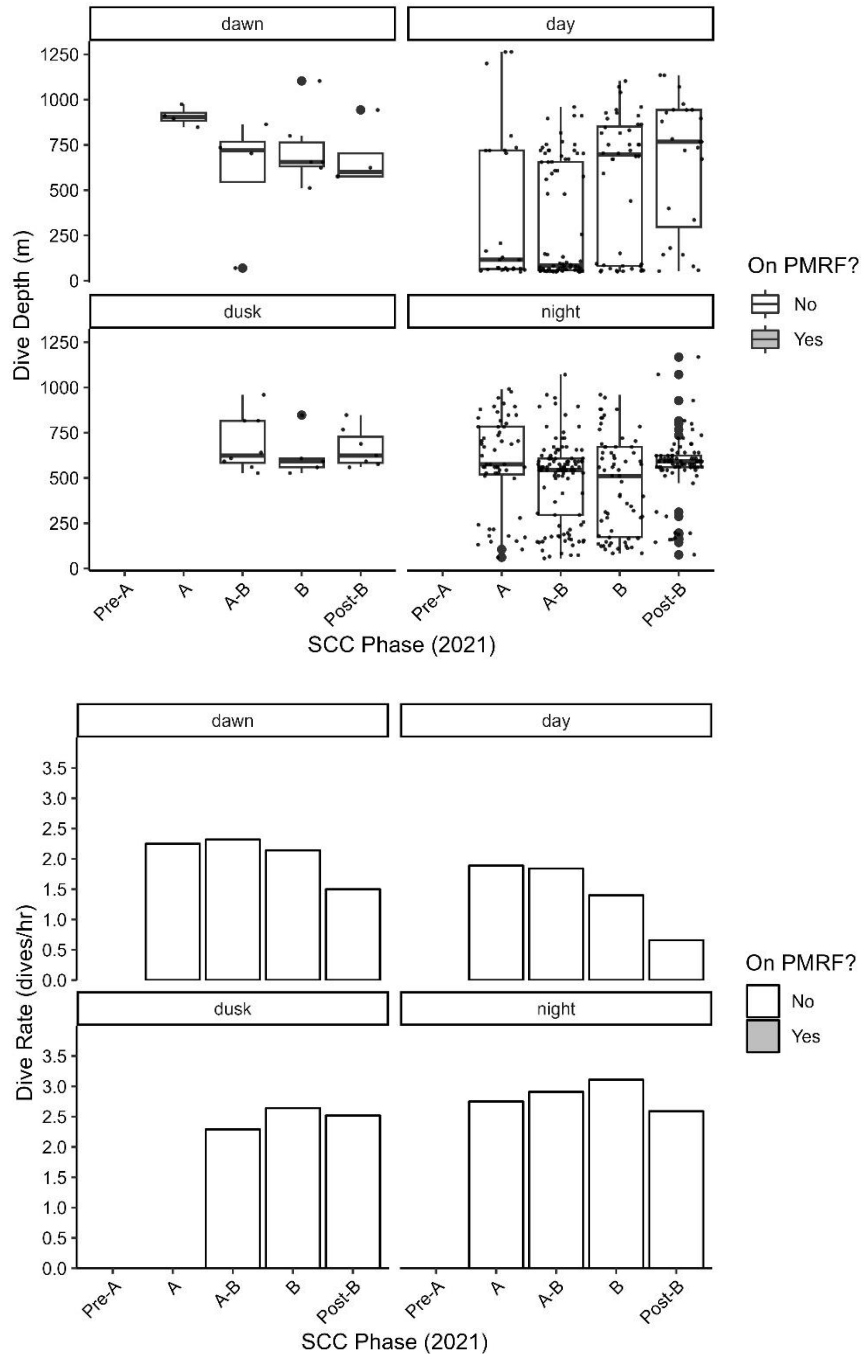 dawn
day
1250
1000
750
500
250
0
Dive Depth (m)
dusk
night
1250
1000
750
500
250
0
Pre-A
A
A-B
B
Post-B
Pre-A
A
A-B
B
Post-B
SCC Phase (2021)
On PMRF?
No
Yes
dawn
day
3.5
3.0
2.5
2.0
1.5
1.0
0.5
0.0
Dive Rate (dives/hr)
dusk
night
3.5
3.0
2.5
2.0
1.5
1.0
0.5
0.0
Pre-A
A
A-B
B
Post-B
Pre-A
A
A-B
B
Post-B
SCC Phase (2021)
On PMRF?
No
Yes